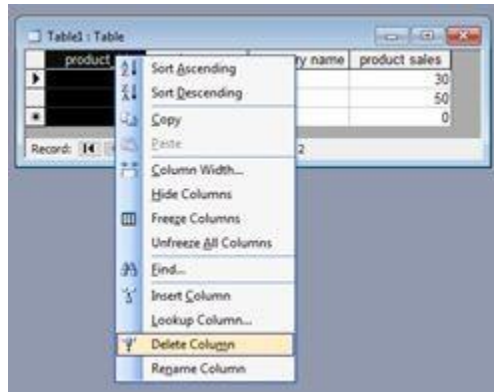 Table1 : Table
product
ry name
product sales
30
50
0
Record:
2
Sort Ascending
Sort Descending
Copy
Paste
Column Width...
Hide Columns
Freeze Columns
Unfreeze All Columns
Find...
Insert Column
Lookup Column...
Delete Column
Rename Column